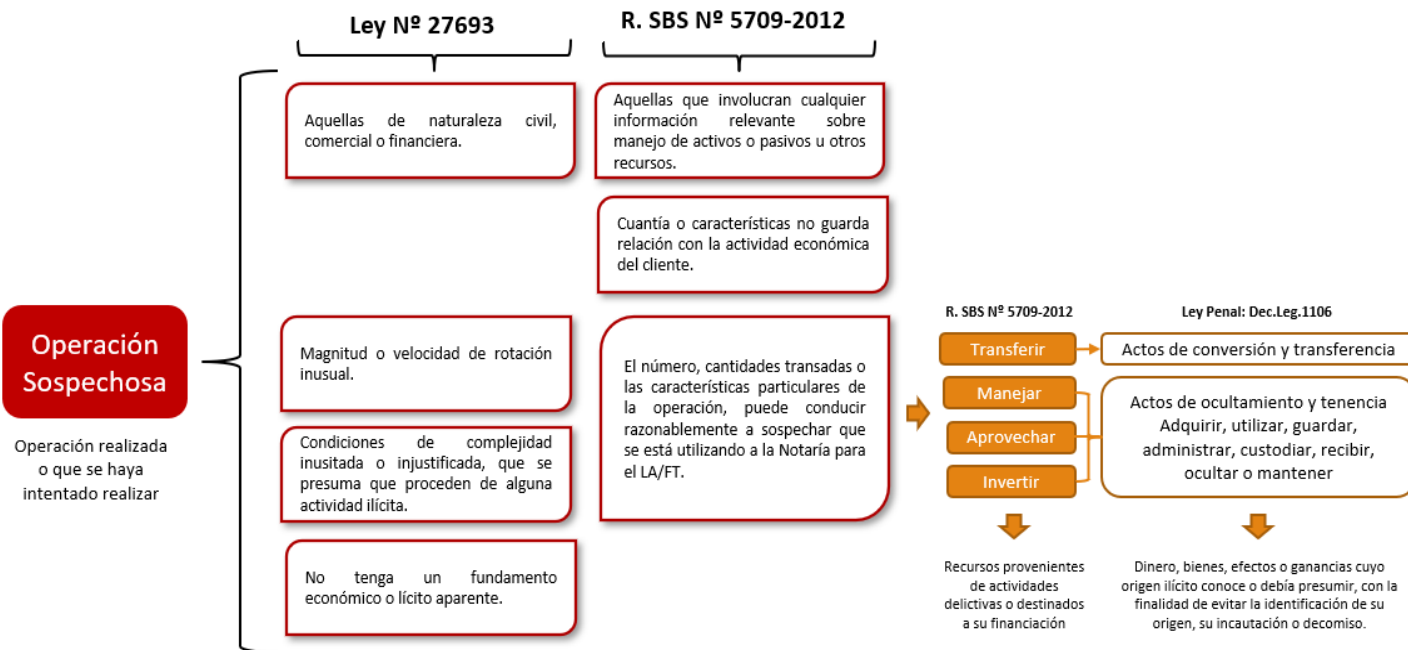 Ley Nº 27693
R. SBS Nº 5709-2012
Aquellas de naturaleza civil,
comercial o financiera.
Aquellas que involucran cualquier
información relevante sobre
manejo de activos o pasivos u otros
recursos.
Cuantía o características no guarda
relación con la actividad económica
del cliente.
Operación
Sospechosa
Operación realizada
o que se haya
intentado realizar
Magnitud o velocidad de rotación
inusual.
Condiciones de complejidad
inusitada o injustificada, que se
presuma que proceden de alguna
actividad ilícita.
No tenga un fundamento
económico o lícito aparente.
El número, cantidades transadas o
las características particulares de
la operación, puede conducir
razonablemente a sospechar que
se está utilizando a la Notaría para
el LA/FT.
R. SBS Nº 5709-2012
Ley Penal: Dec.Leg.1106
Transferir
Actos de conversión y transferencia
Manejar
Aprovechar
Invertir
Actos de ocultamiento y tenencia
Adquirir, utilizar, guardar,
administrar, custodiar, recibir,
ocultar o mantener
Recursos provenientes
de actividades
delictivas o destinados
a su financiación
Dinero, bienes, efectos o ganancias cuyo
origen ilícito conoce o debía presumir, con la
finalidad de evitar la identificación de su
origen, su incautación o decomiso.